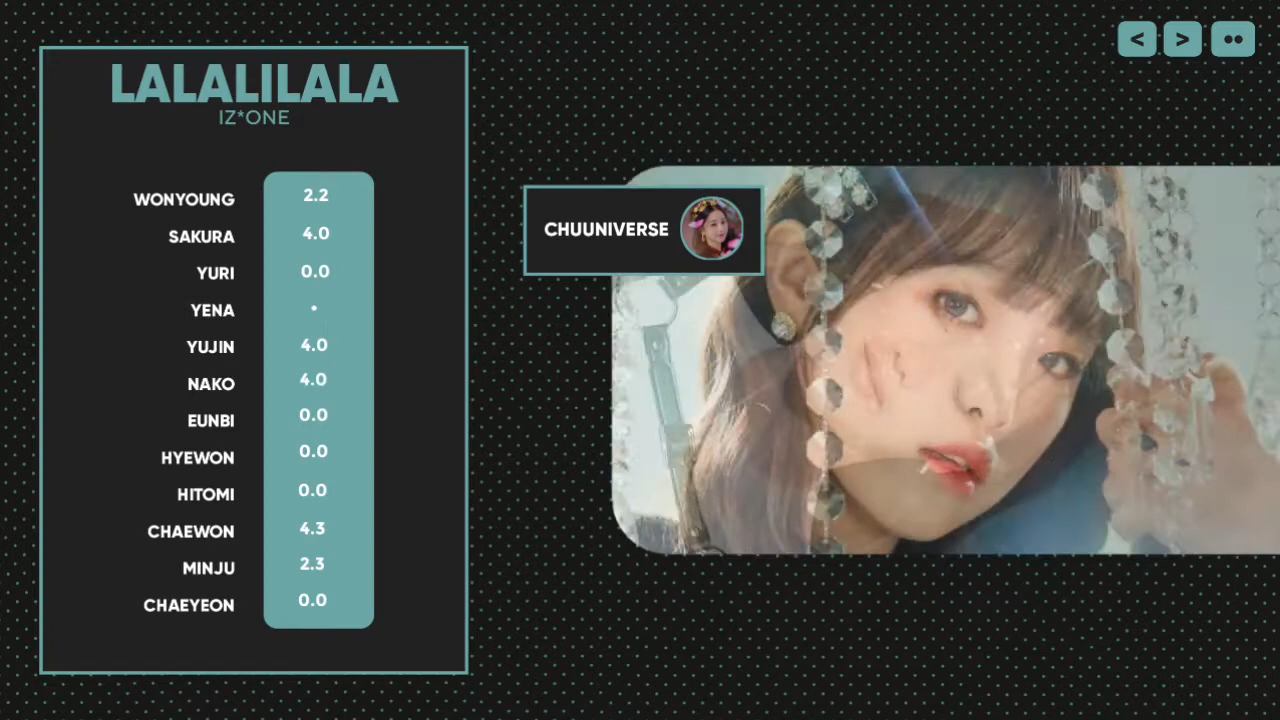 LALALILALA
IZ*ONE
WONYOUNG 2.2
SAKURA 4.0
YURI 0.0
YENA •
YUJIN 4.0
NAKO 4.0
EUNBI 0.0
HYEWON 0.0
HITOMI 0.0
CHAEWON 4.3
MINJU 2.3
CHAEYEON 0.0
CHUUNIVERSE
< > ••